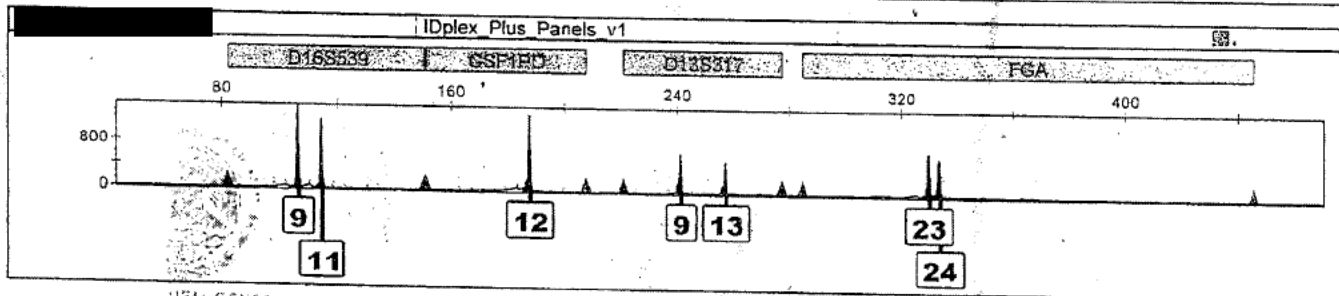 IDplex_Plus_Panels_v1
D16S539 CSF1PO D13S317 FGA
80 160 240 320 400
800
0
9 12 9 13 23
11 24